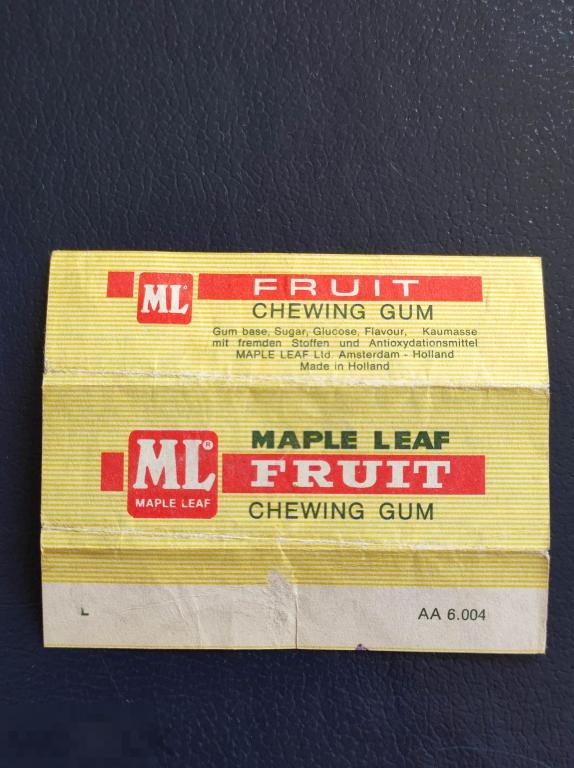 ML FRUIT
CHEWING GUM
Gum base, Sugar, Glucose, Flavour, Kaumasse
mit fremden Stoffen und Antioxydationsmittel
MAPLE LEAF Ltd. Amsterdam - Holland
Made in Holland
MAPLE LEAF
ML® FRUIT
MAPLE LEAF
CHEWING GUM
L
AA 6.004